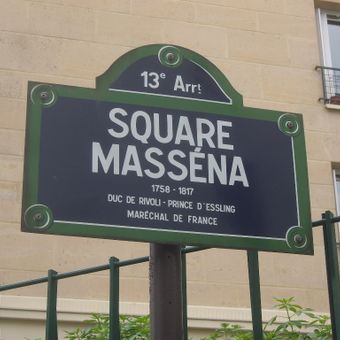 13e Arrt
SQUARE
MASSÉNA
1758 - 1817
DUC DE RIVOLI - PRINCE D'ESSLING
MARÉCHAL DE FRANCE